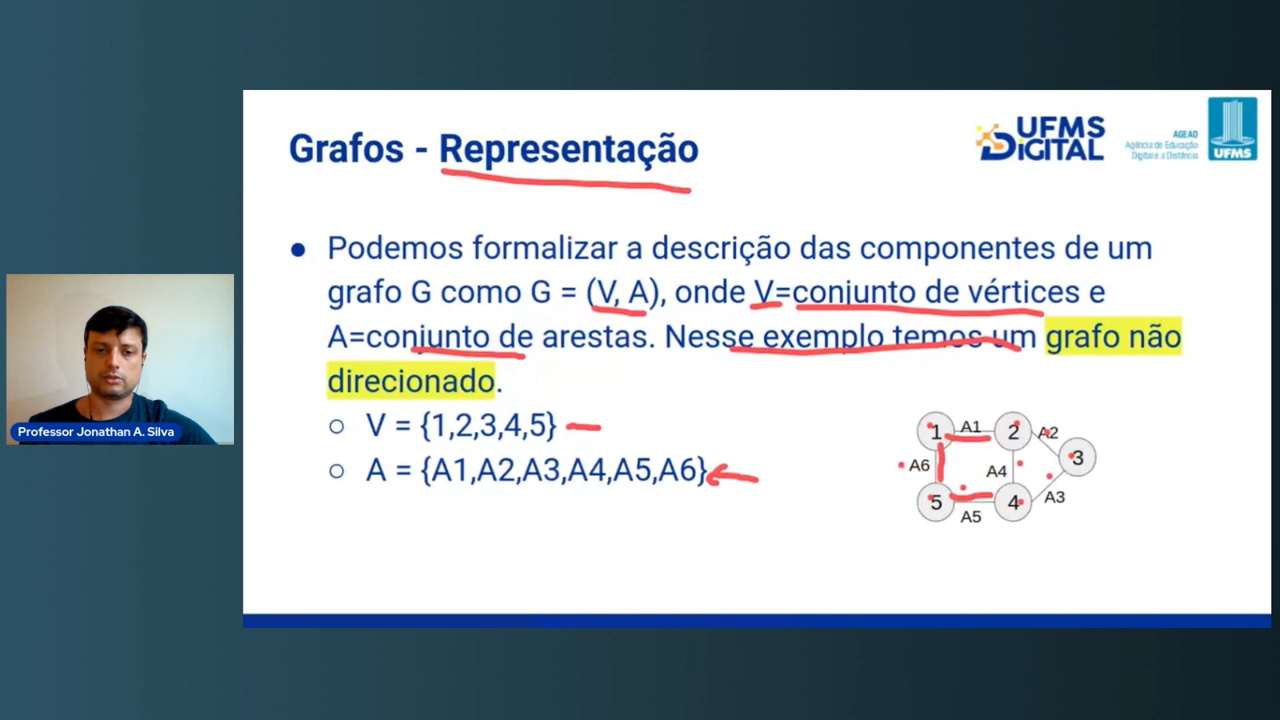 Grafos - Representação
UFMS
DIGITAL
AGEAD
Agência de Educação
Digital e a Distância
UFMS
● Podemos formalizar a descrição das componentes de um
grafo G como G = (V, A), onde V=conjunto de vértices e
A=conjunto de arestas. Nesse exemplo temos um grafo não
direcionado.
○ V = {1,2,3,4,5}
○ A = {A1,A2,A3,A4,A5,A6}
1 A1 2 A2
3
A6 A4
A3
5 4
A5
Professor Jonathan A. Silva